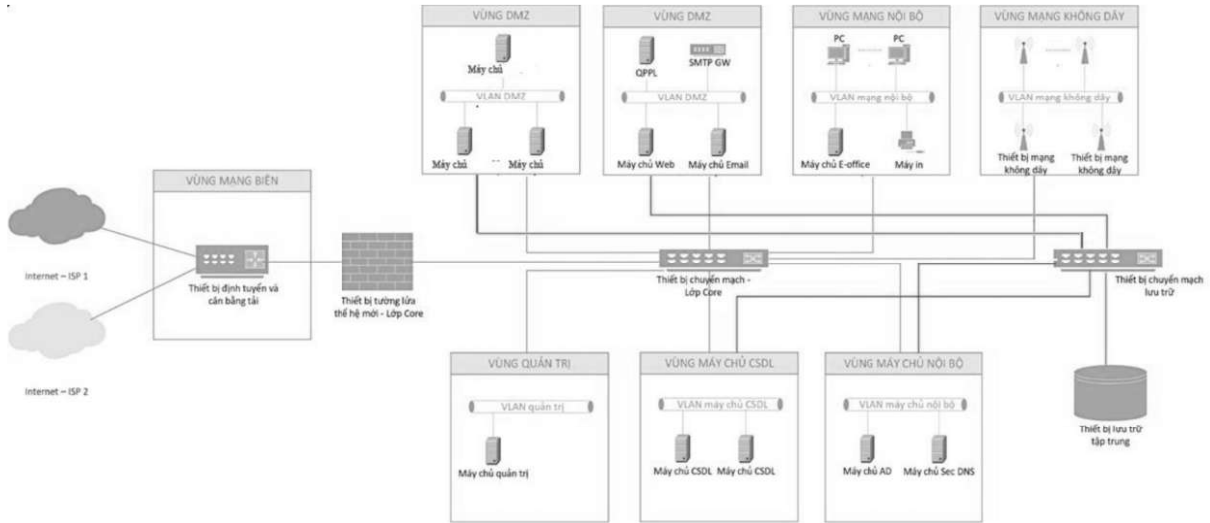 VÙNG DMZ
Máy chủ
VLAN DMZ
Máy chủ
Máy chủ
VÙNG DMZ
QPPL
SMTP GW
VLAN DMZ
Máy chủ Web
Máy chủ Email
VÙNG MẠNG NỘI BỘ
PC
PC
VLAN mạng nội bộ
Máy chủ E-office
Máy in
VÙNG MẠNG KHÔNG DÂY
VLAN mạng không dây
Thiết bị mạng
không dây
Thiết bị mạng
không dây
VÙNG MẠNG BIÊN
Internet – ISP 1
Thiết bị định tuyến và
cân bằng tải
Internet – ISP 2
Thiết bị tường lửa
thế hệ mới - Lớp Core
Thiết bị chuyển mạch -
Lớp Core
Thiết bị chuyển mạch
lưu trữ
VÙNG QUẢN TRỊ
VLAN quản trị
Máy chủ quản trị
VÙNG MÁY CHỦ CSDL
VLAN máy chủ CSDL
Máy chủ CSDL
Máy chủ CSDL
VÙNG MÁY CHỦ NỘI BỘ
VLAN máy chủ nội bộ
Máy chủ AD
Máy chủ Sec DNS
Thiết bị lưu trữ
tập trung